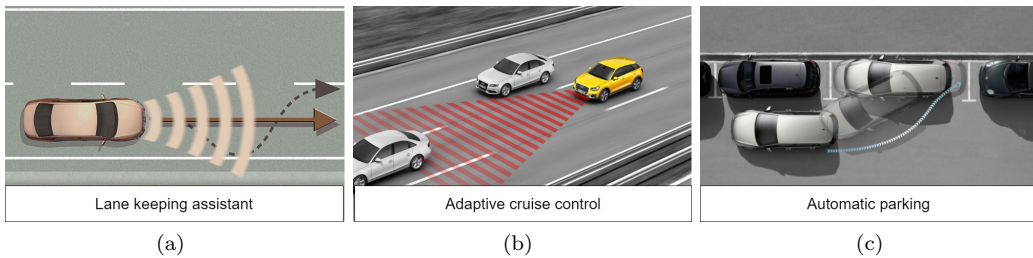 Lane keeping assistant
Adaptive cruise control
Automatic parking
(a)
(b)
(c)